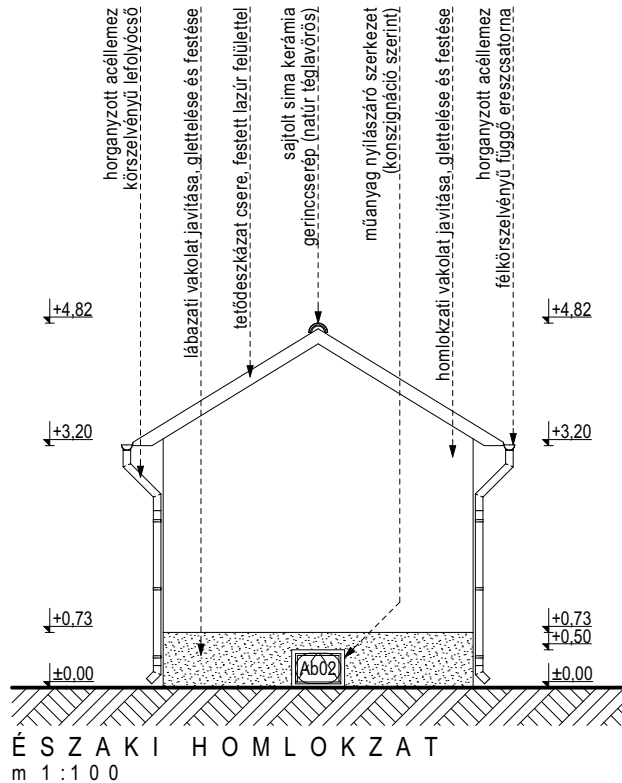 horganyzott acéllemez
körszelvényű lefolyócső
lábazati vakolat javítása, glettelése és festése
tetődeszkázat csere, festett lazúr felülettel
sajtolt sima kerámia
gerinccserép (natúr téglavörös)
műanyag nyílászáró szerkezet
(konszignáció szerint)
homlokzati vakolat javítása, glettelése és festése
horganyzott acéllemez
félkörszelvényű függő ereszcsatorna
+4,82
+4,82
+3,20
+3,20
+0,73
+0,73
+0,50
±0,00
Ab02
±0,00
ÉSZAKI HOMLOKZAT
m 1:100